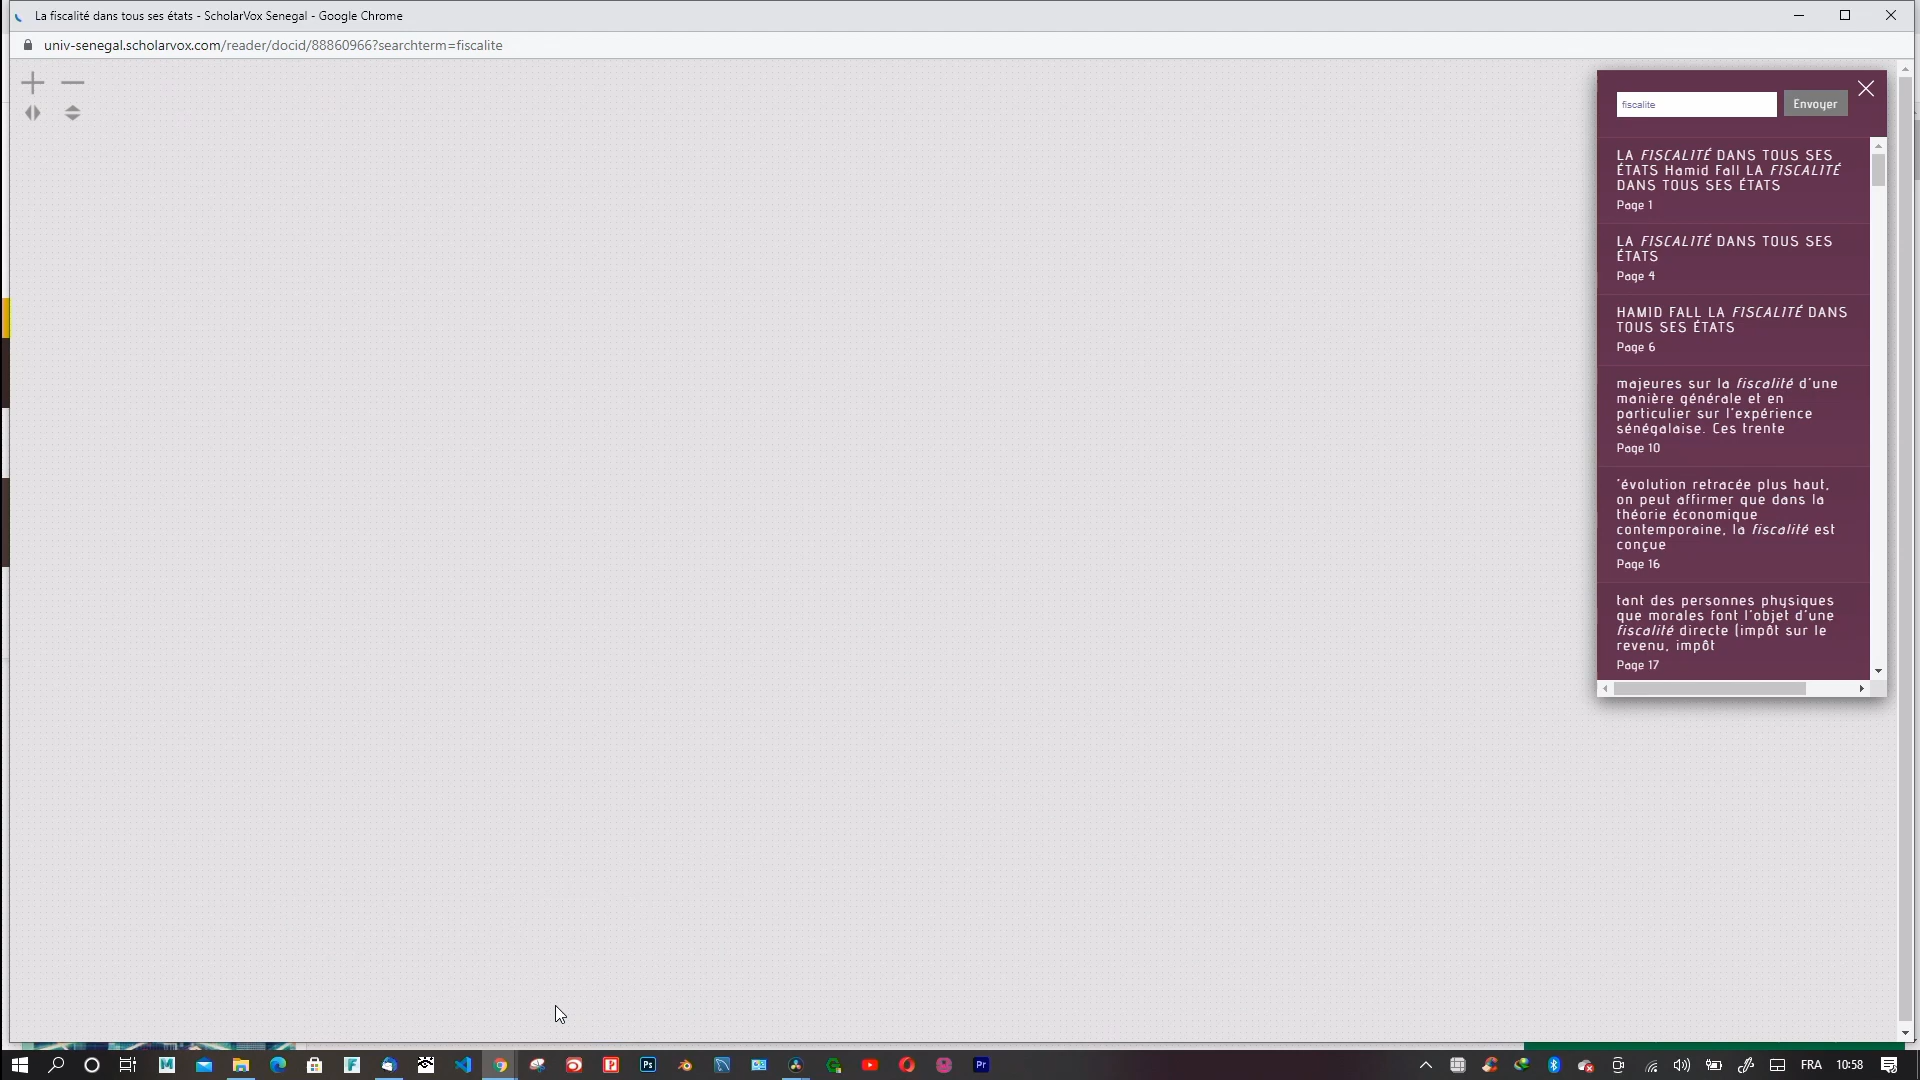 La fiscalité dans tous ses états - ScholarVox Senegal - Google Chrome
univ-senegal.scholarvox.com/reader/docid/88860966?searchterm=fiscalite
fiscalite
Envoyer
LA FISCALITÉ DANS TOUS SES
ÉTATS Hamid Fall LA FISCALITÉ
DANS TOUS SES ÉTATS
Page 1
LA FISCALITÉ DANS TOUS SES
ÉTATS
Page 4
HAMID FALL LA FISCALITÉ DANS
TOUS SES ÉTATS
Page 6
majeures sur la fiscalité d'une
manière générale et en
particulier sur l'expérience
sénégalaise. Ces trente
Page 10
'évolution retracée plus haut,
on peut affirmer que dans la
théorie économique
contemporaine, la fiscalité est
conçue
Page 16
tant des personnes physiques
que morales font l'objet d'une
fiscalité directe (impôt sur le
revenu, impôt
Page 17
M
F
Ps
Pr
FRA
10:58